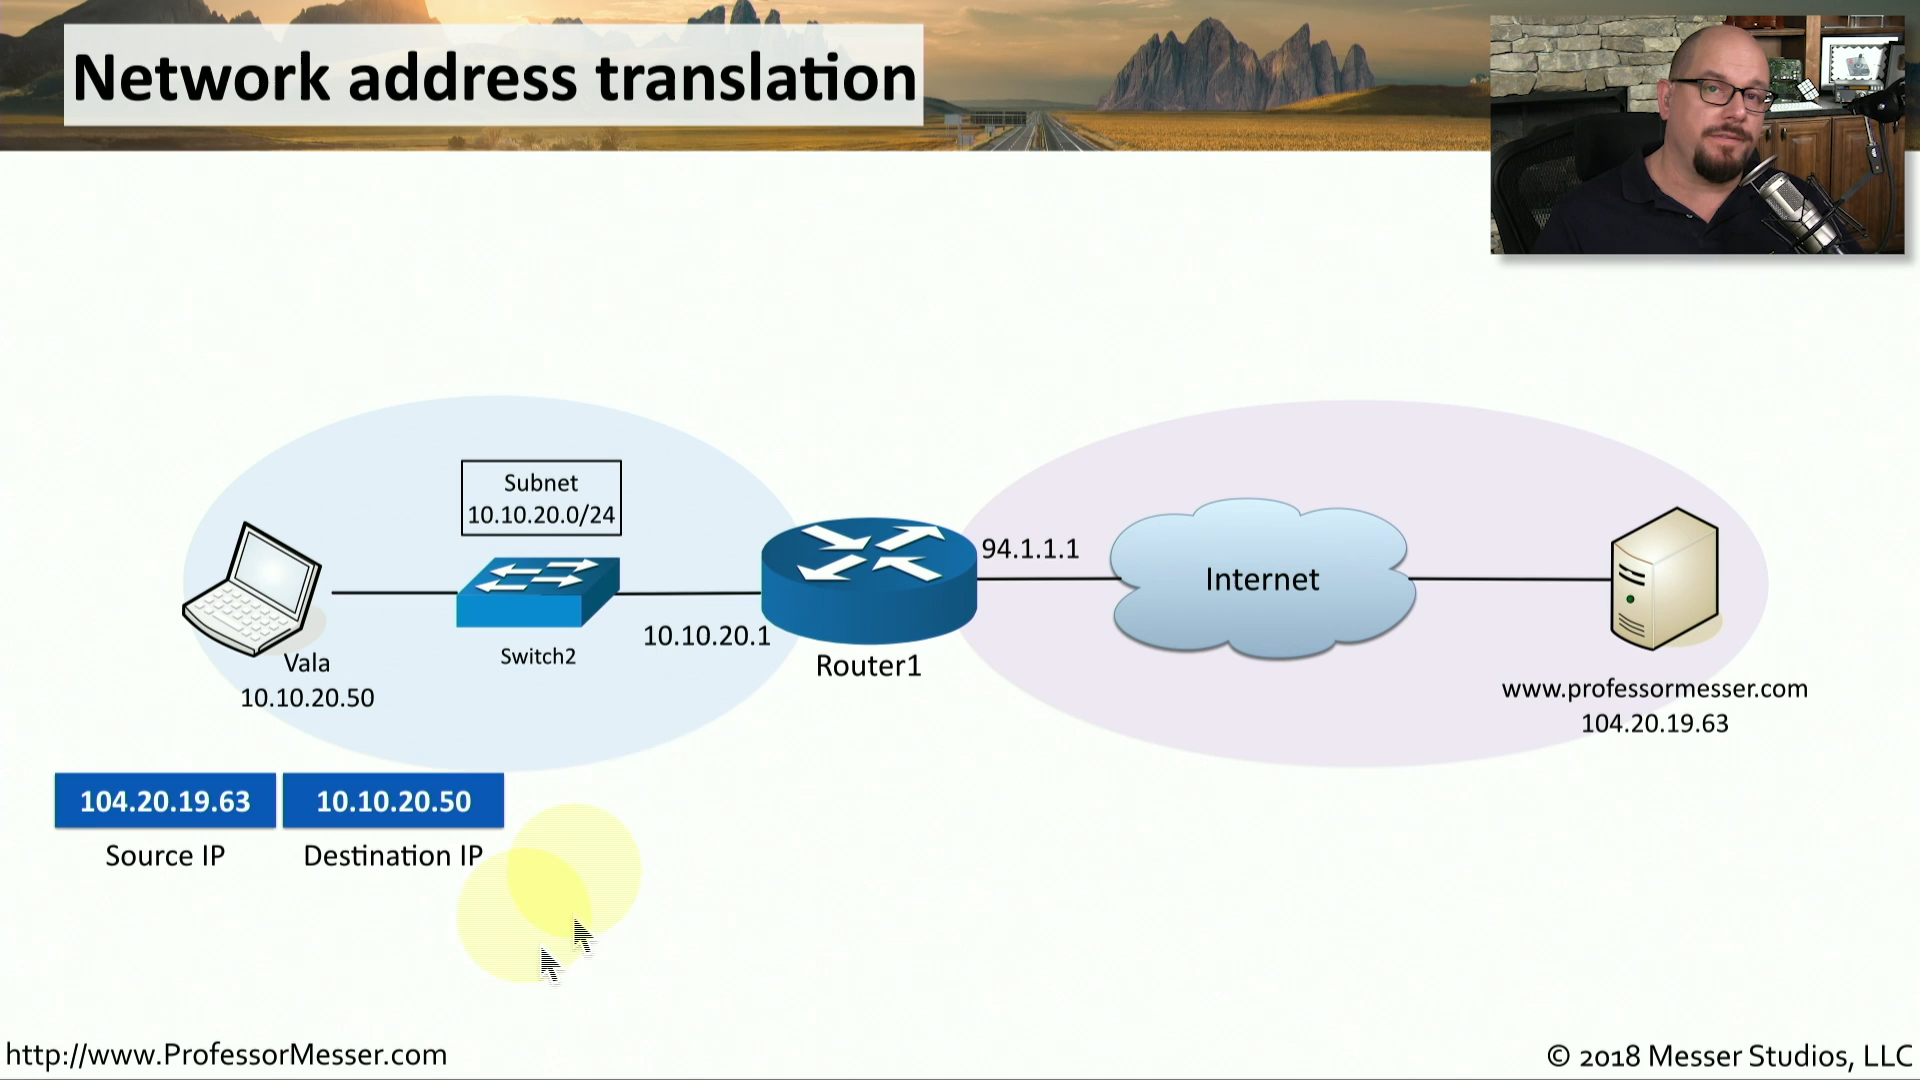 Network address translation
Subnet
10.10.20.0/24
94.1.1.1
Internet
10.10.20.1
Switch2
Router1
Vala
10.10.20.50
www.professormesser.com
104.20.19.63
104.20.19.63 10.10.20.50
Source IP Destination IP
http://www.ProfessorMesser.com
© 2018 Messer Studios, LLC